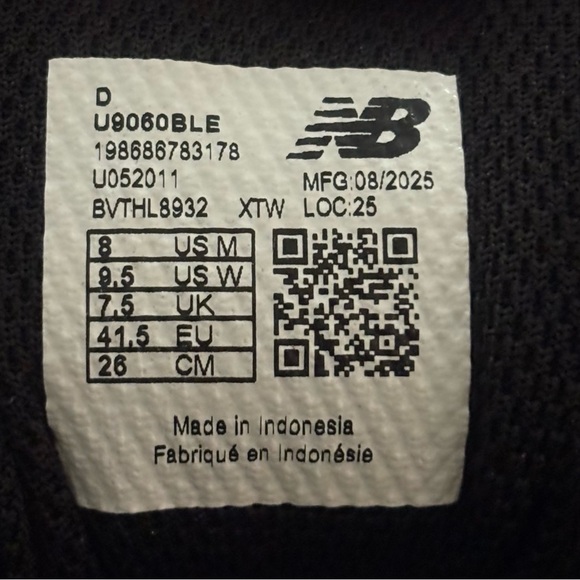 D
U9060BLE
198686783178
U052011 MFG:08/2025
BVTHL8932 XTW LOC:25
8 US M
9.5 US W
7.5 UK
41.5 EU
26 CM
NB
Made in Indonesia
Fabriqué en Indonésie